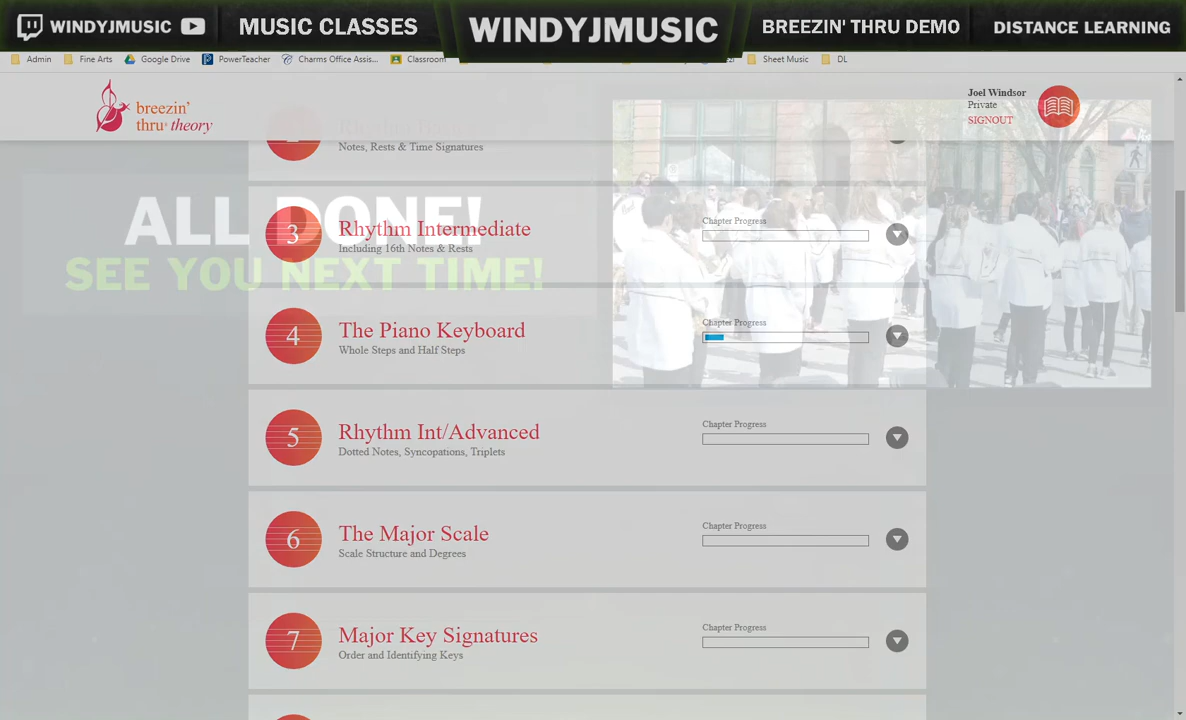 WINDYJMUSIC
MUSIC CLASSES
WINDYJMUSIC
BREEZIN' THRU DEMO
DISTANCE LEARNING
Admin
Fine Arts
Google Drive
PowerTeacher
Charms Office Assis...
Classroom
Sheet Music
DL
breezin'
thru theory
Joel Windsor
Private
SIGNOUT
Notes, Rests & Time Signatures
ALL DONE!
SEE YOU NEXT TIME!
3
Rhythm Intermediate
Including 16th Notes & Rests
Chapter Progress
4
The Piano Keyboard
Whole Steps and Half Steps
Chapter Progress
5
Rhythm Int/Advanced
Dotted Notes, Syncopations, Triplets
Chapter Progress
6
The Major Scale
Scale Structure and Degrees
Chapter Progress
7
Major Key Signatures
Order and Identifying Keys
Chapter Progress